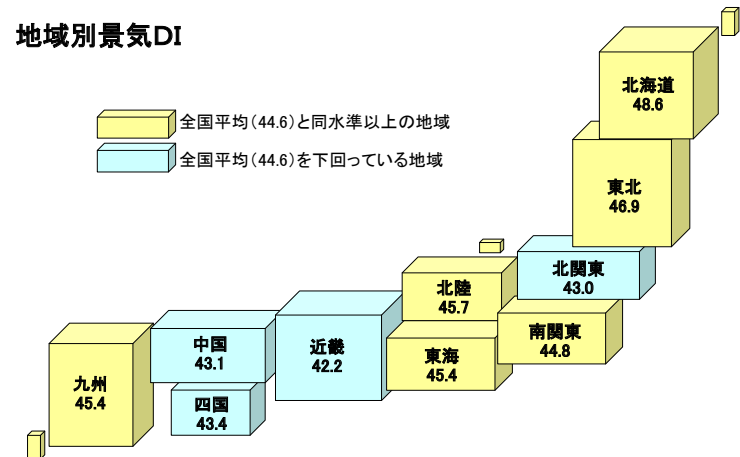 地域別景気DI
全国平均(44.6)と同水準以上の地域
全国平均(44.6)を下回っている地域
北海道
48.6
東北
46.9
北関東
43.0
北陸
45.7
南関東
44.8
東海
45.4
近畿
42.2
中国
43.1
四国
43.4
九州
45.4